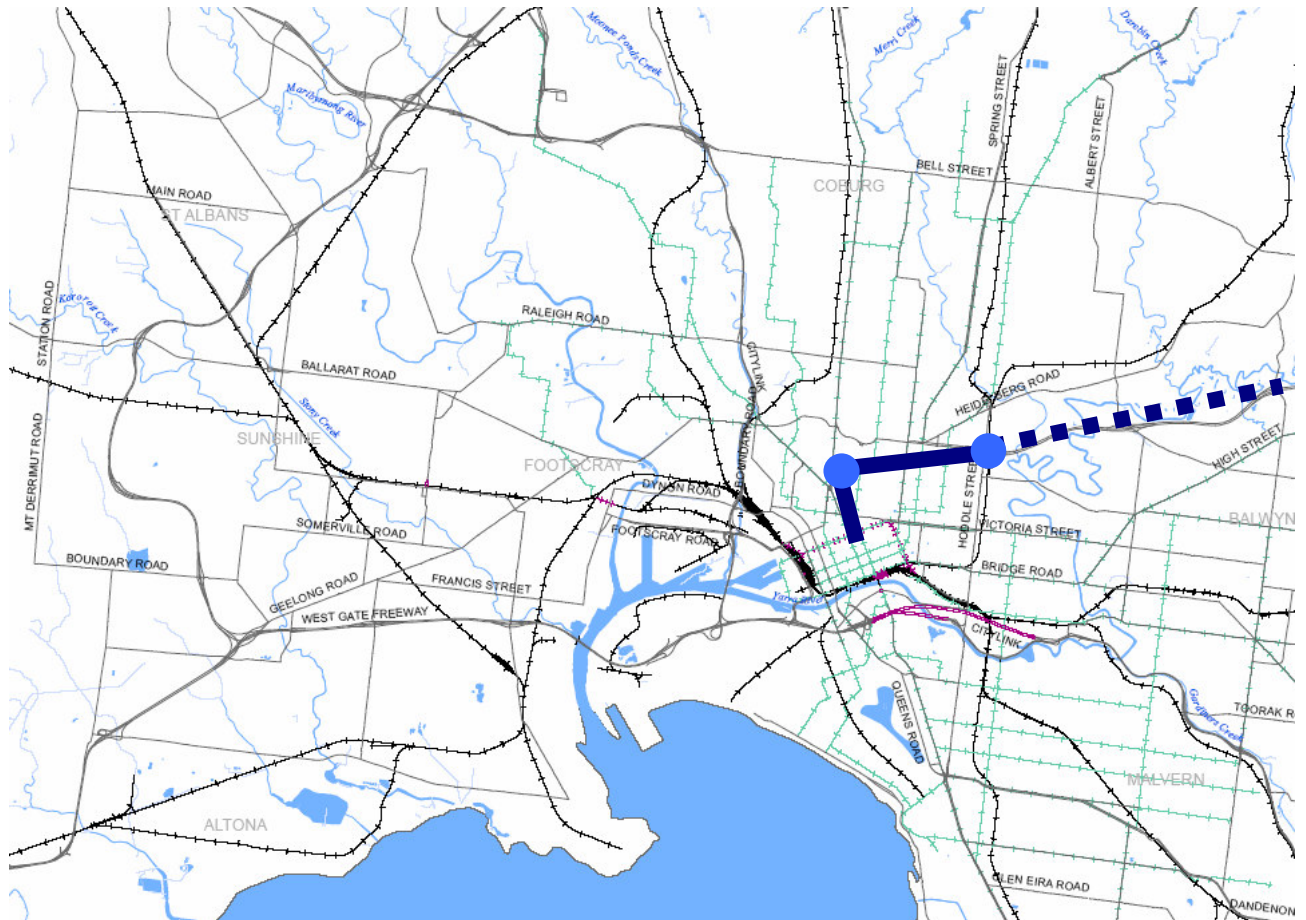 Moonee Ponds Creek
Merri Creek
Darebin Creek
Maribyrnong River
SPRING STREET
ALBERT STREET
BELL STREET
COBURG
MAIN ROAD
ST ALBANS
Kororoit Creek
STATION ROAD
RALEIGH ROAD
CITYLINK
BALLARAT ROAD
HEIDELBERG ROAD
Stony Creek
SUNSHINE
BOUNDARY ROAD
HIGH STREET
FOOTSCRAY
MT DERRIMUT ROAD
DYNON ROAD
HODDLE STREET
VICTORIA STREET
BALWYN
SOMERVILLE ROAD
FOOTSCRAY ROAD
BOUNDARY ROAD
BRIDGE ROAD
FRANCIS STREET
GEELONG ROAD
Yarra River
WEST GATE FREEWAY
CITYLINK
QUEENS ROAD
Gardiners Creek
TOORAK RO
MALVERN
ALTONA
GLEN EIRA ROAD
DANDENON